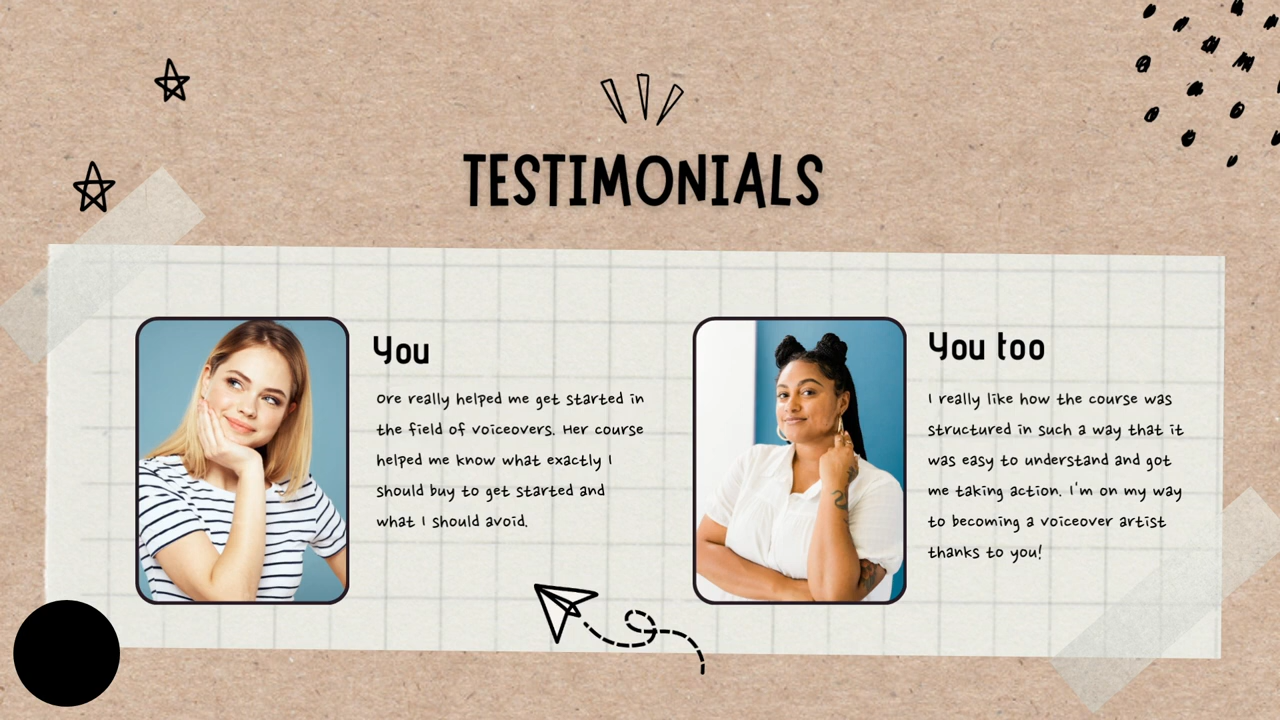 TESTIMONIALS
You
Ore really helped me get started in
the field of voiceovers. Her course
helped me know what exactly I
should buy to get started and
what I should avoid.
You too
I really like how the course was
structured in such a way that it
was easy to understand and got
me taking action. I'm on my way
to becoming a voiceover artist
thanks to you!